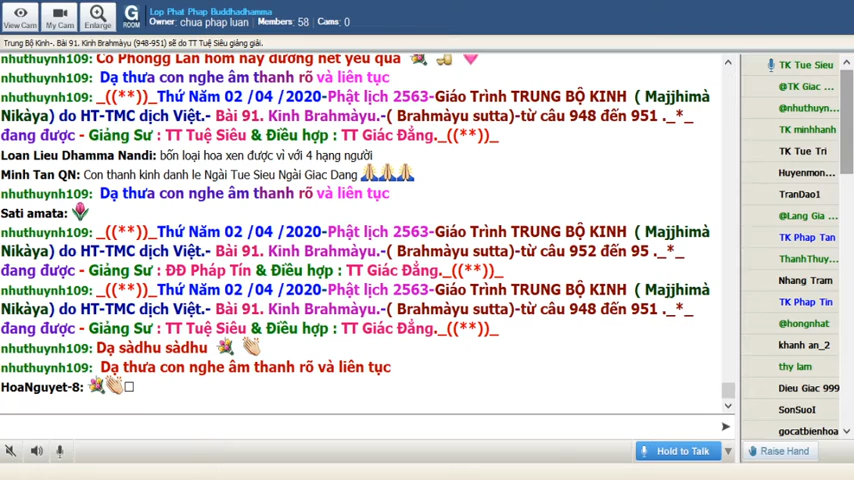 View Cam
My Cam
Enlarge
G ROOM
Lop Phat Phap Buddhadhamma
Owner: chua phap luan Members: 58 Cams: 0
Trung Bộ Kinh-. Bài 91. Kinh Brahmàyu (948-951) sẽ do TT Tuệ Siêu giảng giải.
nhuthuynh109: Cô Phongg Lan hôm nay dường nét yêu quá
nhuthuynh109: Dạ thưa con nghe âm thanh rõ và liên tục
nhuthuynh109: _((**))_Thứ Năm 02 /04 /2020-Phật lịch 2563-Giáo Trình TRUNG BỘ KINH ( Majjhimà
Nikàya) do HT-TMC dịch Việt.- Bài 91. Kinh Brahmàyu.-( Brahmàyu sutta)-từ câu 948 đến 951 ._*_
đang được - Giảng Sư : TT Tuệ Siêu & Điều hợp : TT Giác Đẳng._((**))_
Loan Lieu Dhamma Nandi: bốn loại hoa xen được vì với 4 hạng người
Minh Tan QN: Con thanh kinh danh le Ngài Tue Sieu Ngài Giac Dang
nhuthuynh109: Dạ thưa con nghe âm thanh rõ và liên tục
Sati amata:
nhuthuynh109: _((**))_Thứ Năm 02 /04 /2020-Phật lịch 2563-Giáo Trình TRUNG BỘ KINH ( Majjhimà
Nikàya) do HT-TMC dịch Việt.- Bài 91. Kinh Brahmàyu.-( Brahmàyu sutta)-từ câu 952 đến 95 ._*_
đang được - Giảng Sư : ĐĐ Pháp Tín & Điều hợp : TT Giác Đẳng._((**))_
nhuthuynh109: _((**))_Thứ Năm 02 /04 /2020-Phật lịch 2563-Giáo Trình TRUNG BỘ KINH ( Majjhimà
Nikàya) do HT-TMC dịch Việt.- Bài 91. Kinh Brahmàyu.-( Brahmàyu sutta)-từ câu 948 đến 951 ._*_
đang được - Giảng Sư : TT Tuệ Siêu & Điều hợp : TT Giác Đẳng._((**))_
nhuthuynh109: Dạ sàdhu sàdhu
nhuthuynh109: Dạ thưa con nghe âm thanh rõ và liên tục
HoaNguyet-8:
Hold to Talk
TK Tue Sieu
@TK Giac ...
@nhuthuyn...
TK minhhanh
TK Tue Tri
Huyenmon...
TranDao1
@Lang Gia ...
TK Phap Tan
ThanhThuy...
Nhang Tram
TK Phap Tin
@hongnhat
khanh an_2
thy lam
Dieu Giac 999
SonSuoI
gocatbienhoa
Raise Hand